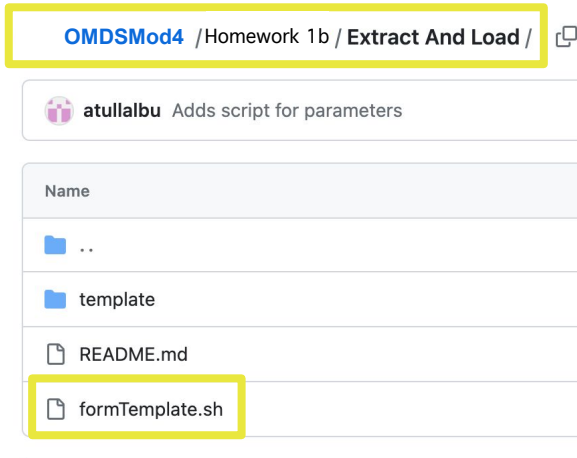 OMDSMod4 / Homework 1b / Extract And Load /
atullalbu Adds script for parameters
Name
..
template
README.md
formTemplate.sh